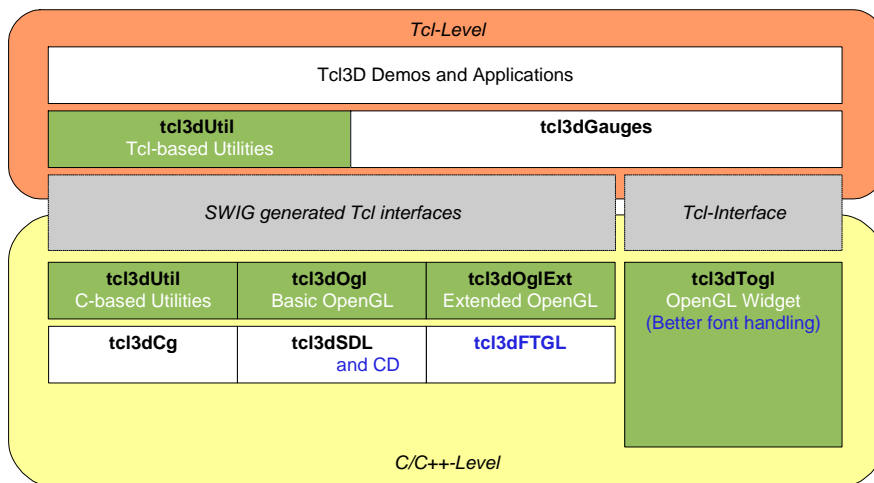 Tcl-Level
Tcl3D Demos and Applications
tcl3dUtil
Tcl-based Utilities
tcl3dGauges
SWIG generated Tcl interfaces
Tcl-Interface
tcl3dUtil
C-based Utilities
tcl3dOgl
Basic OpenGL
tcl3dOglExt
Extended OpenGL
tcl3dTogl
OpenGL Widget
(Better font handling)
tcl3dCg
tcl3dSDL
and CD
tcl3dFTGL
C/C++-Level